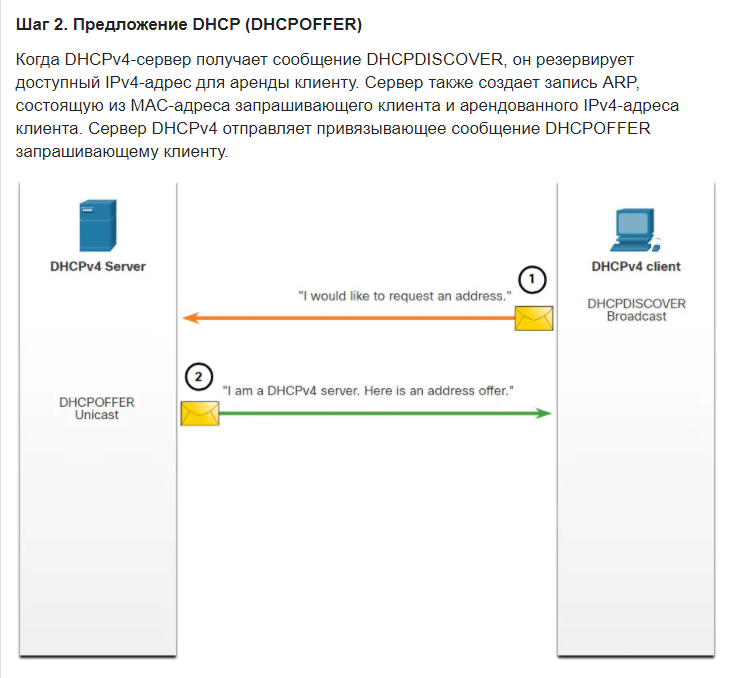 Шаг 2. Предложение DHCP (DHCPOFFER)
Когда DHCPv4-сервер получает сообщение DHCPDISCOVER, он резервирует
доступный IPv4-адрес для аренды клиенту. Сервер также создает запись ARP,
состоящую из MAC-адреса запрашивающего клиента и арендованного IPv4-адреса
клиента. Сервер DHCPv4 отправляет привязывающее сообщение DHCPOFFER
запрашивающему клиенту.
DHCPv4 Server
DHCPv4 client
1
"I would like to request an address."
DHCPDISCOVER
Broadcast
2
"I am a DHCPv4 server. Here is an address offer."
DHCPOFFER
Unicast